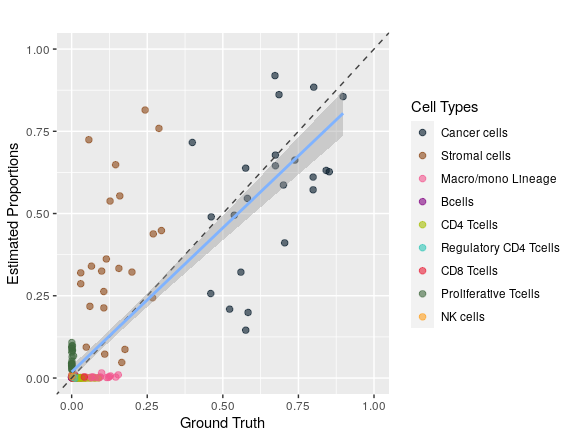 1.00
0.75
0.50
0.25
0.00
Estimated Proportions
0.00 0.25 0.50 0.75 1.00
Ground Truth
Cell Types
Cancer cells
Stromal cells
Macro/mono LIneage
Bcells
CD4 Tcells
Regulatory CD4 Tcells
CD8 Tcells
Proliferative Tcells
NK cells